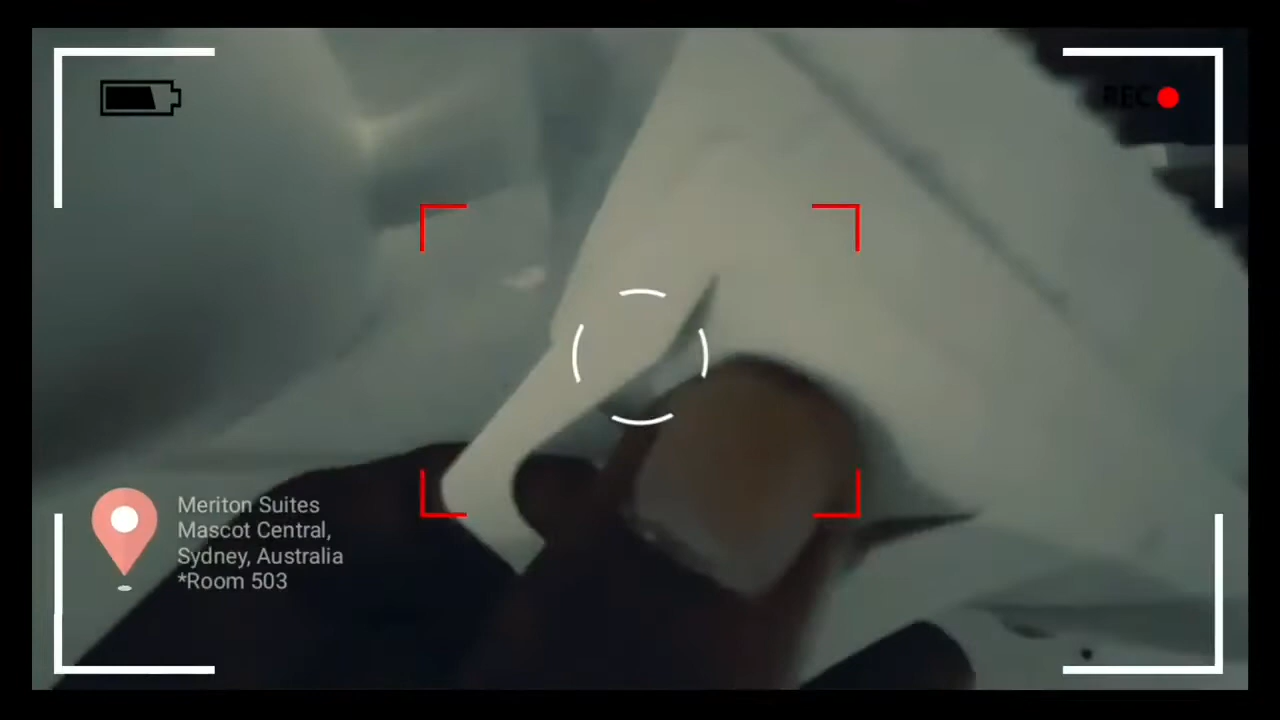 REC
Meriton Suites
Mascot Central,
Sydney, Australia
*Room 503